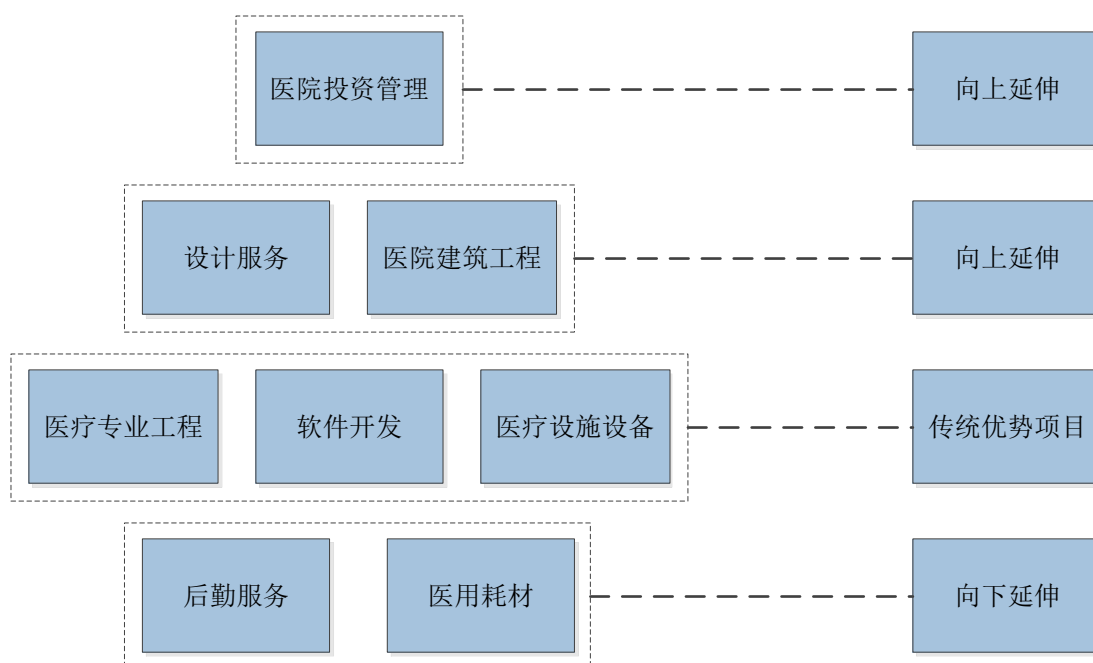 医院投资管理
向上延伸
设计服务
医院建筑工程
向上延伸
医疗专业工程
软件开发
医疗设施设备
传统优势项目
后勤服务
医用耗材
向下延伸